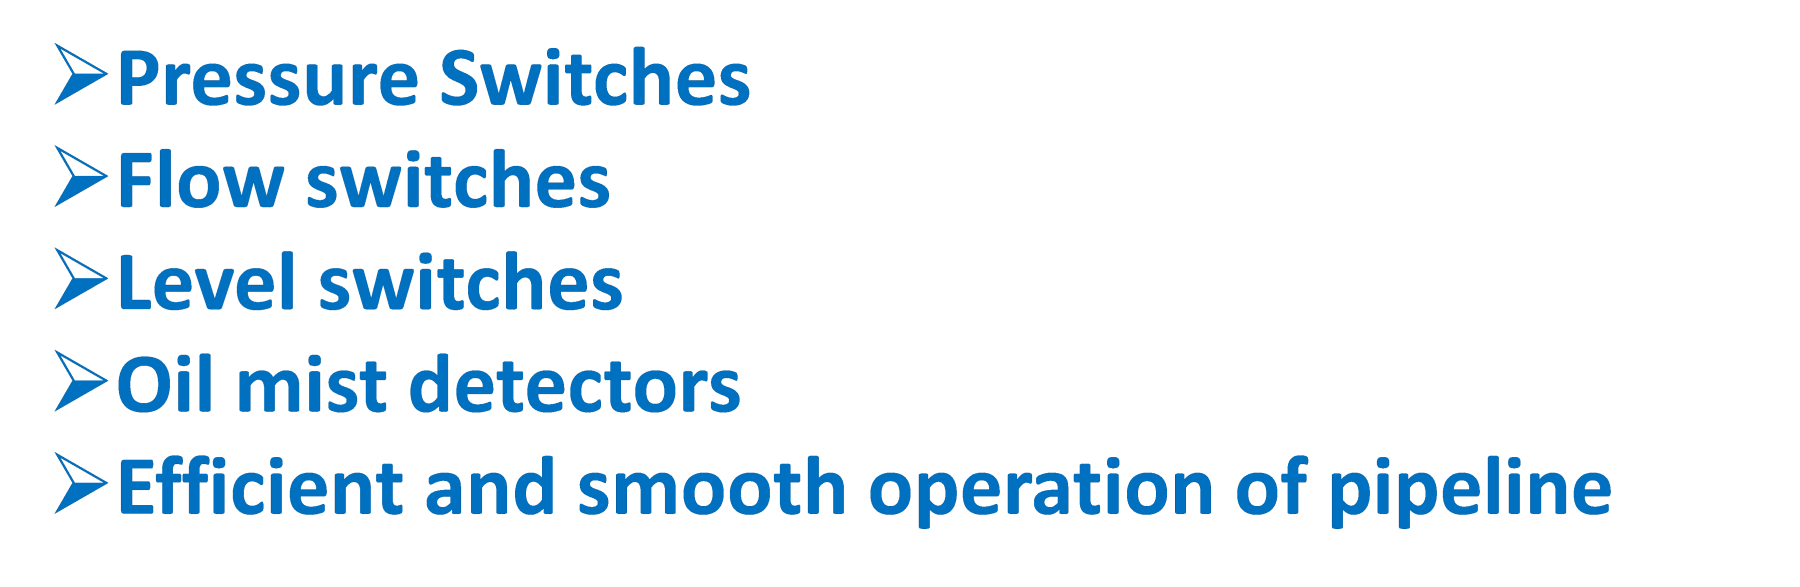 Pressure Switches
Flow switches
Level switches
Oil mist detectors
Efficient and smooth operation of pipeline